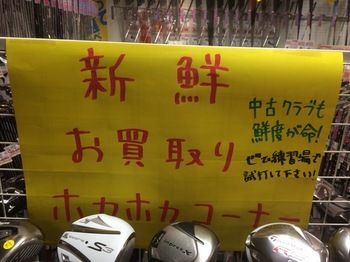 新鮮
お買取り
ホカホカコーナー
中古クラブも
鮮度が命!
ぜひ練習場で
試打して下さい!